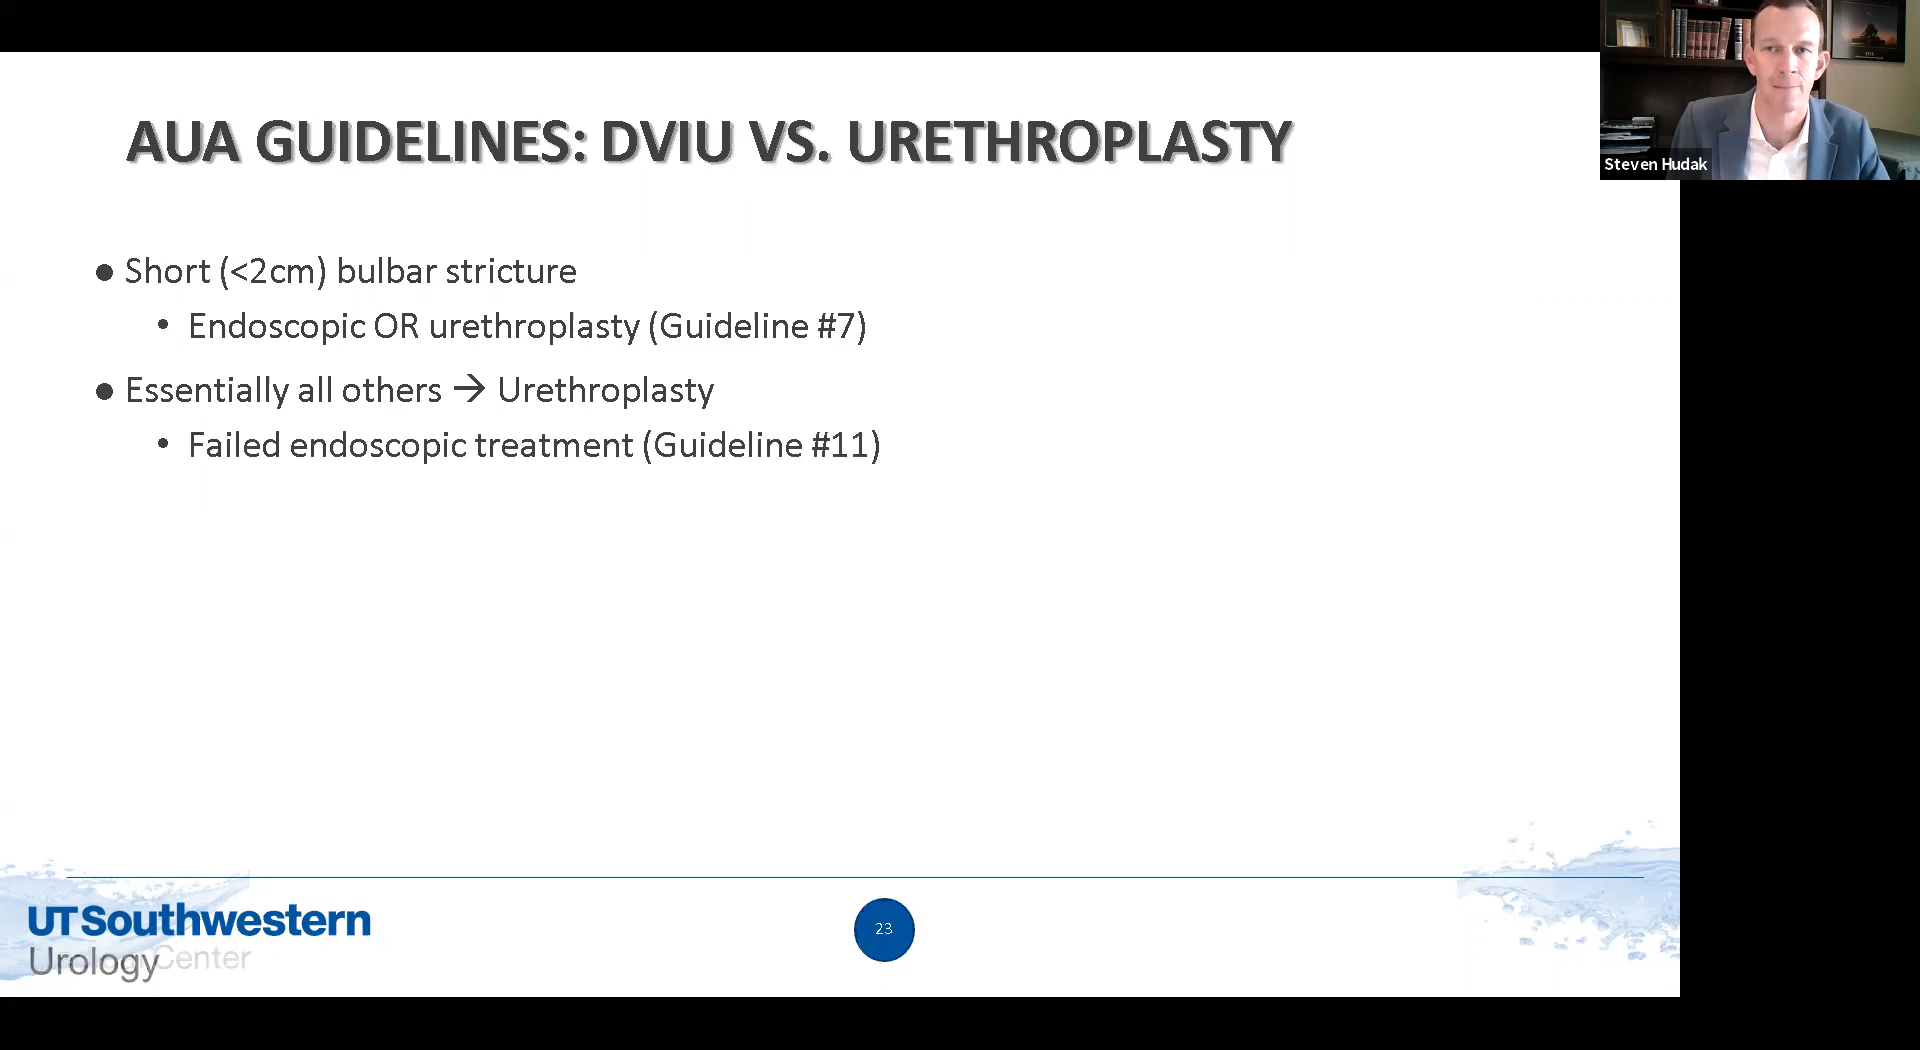 AUA GUIDELINES: DVIU VS. URETHROPLASTY
Steven Hudak
● Short (<2cm) bulbar stricture
• Endoscopic OR urethroplasty (Guideline #7)
● Essentially all others → Urethroplasty
• Failed endoscopic treatment (Guideline #11)
UTSouthwestern
Urology Center
23